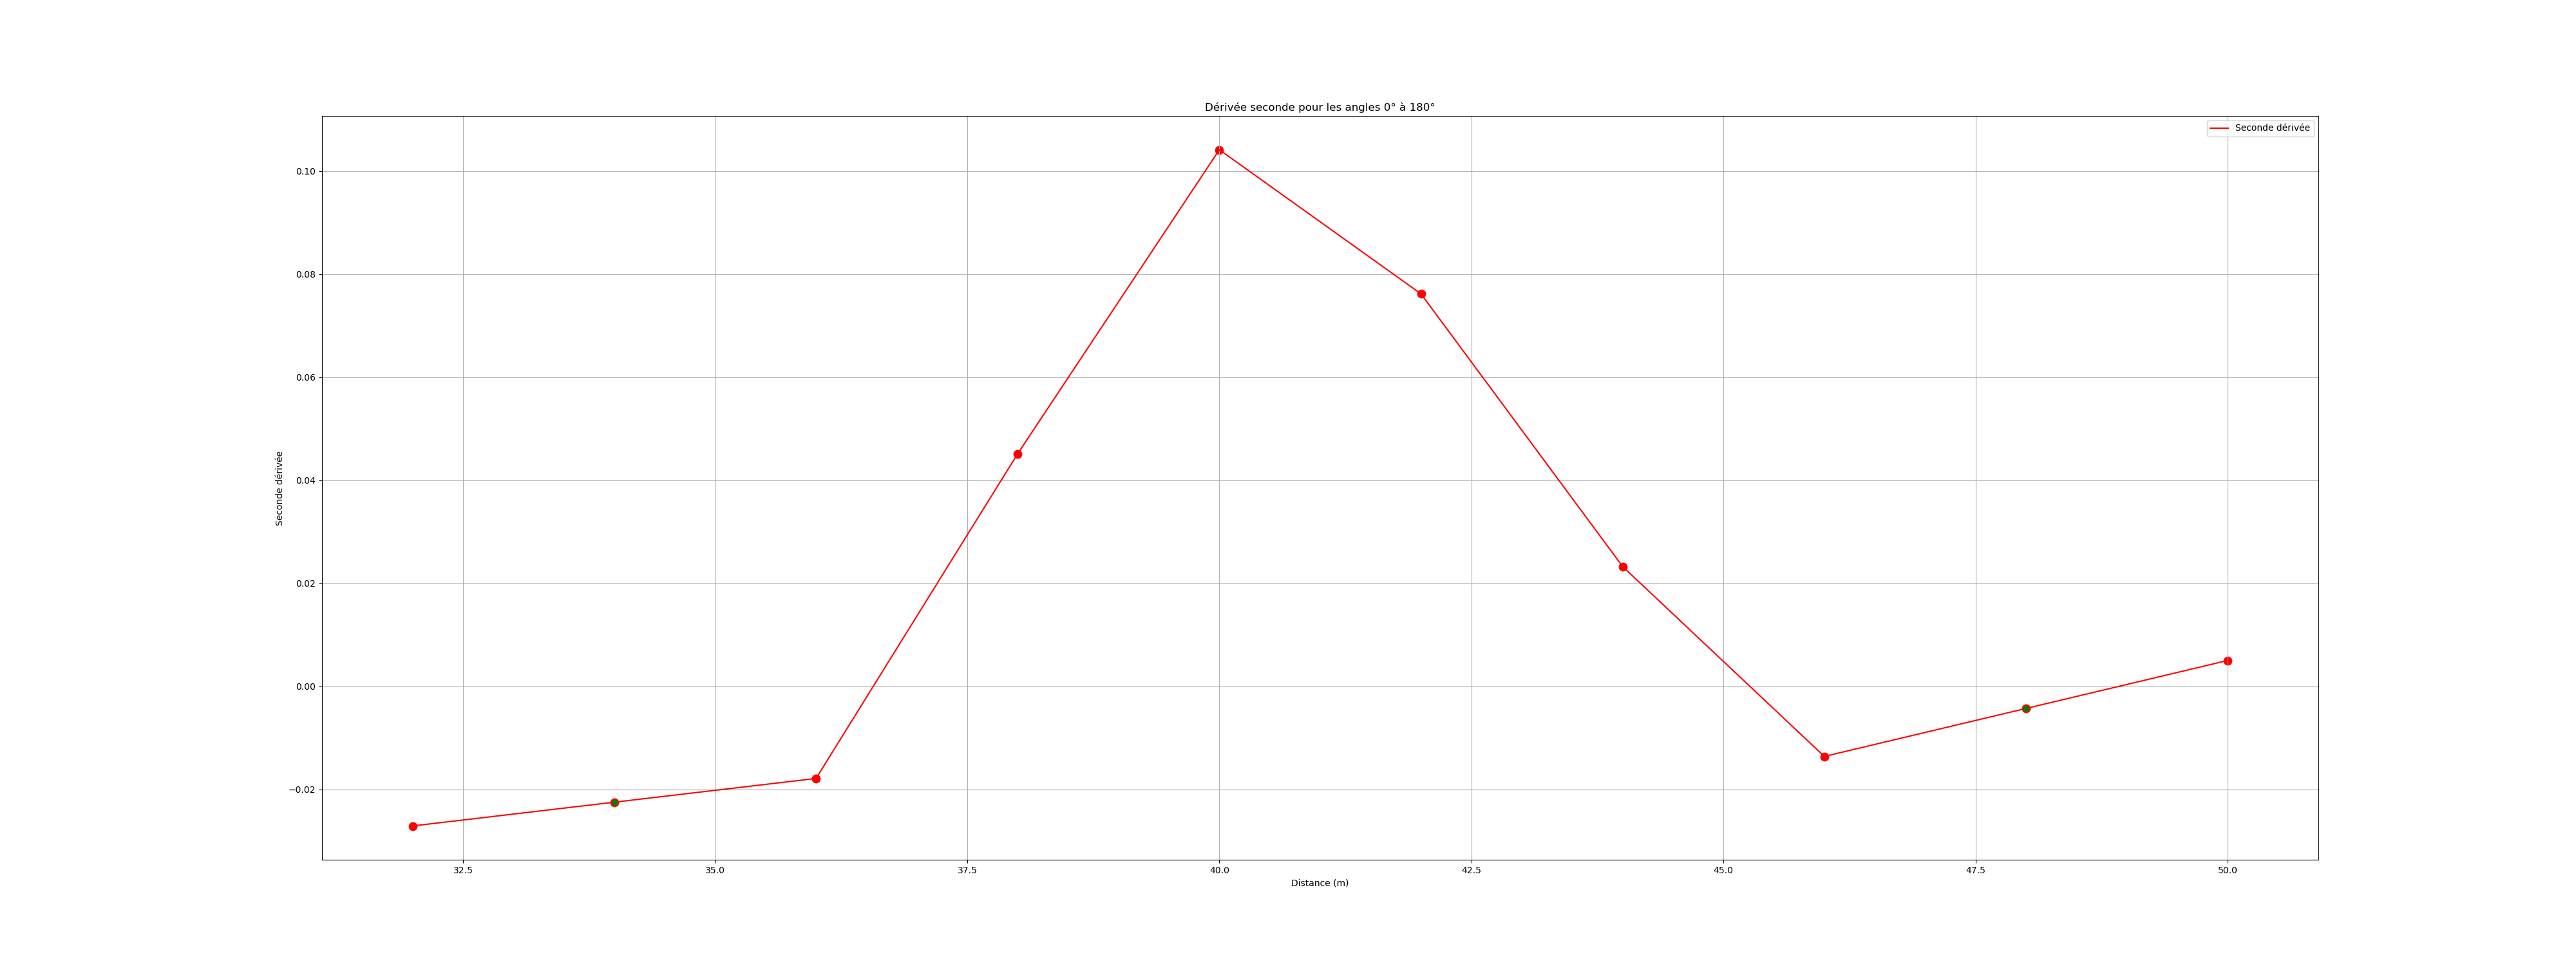 Dérivée seconde pour les angles 0° à 180°
Seconde dérivée
0.10
0.08
0.06
0.04
0.02
0.00
−0.02
Seconde dérivée
32.5 35.0 37.5 40.0 42.5 45.0 47.5 50.0
Distance (m)